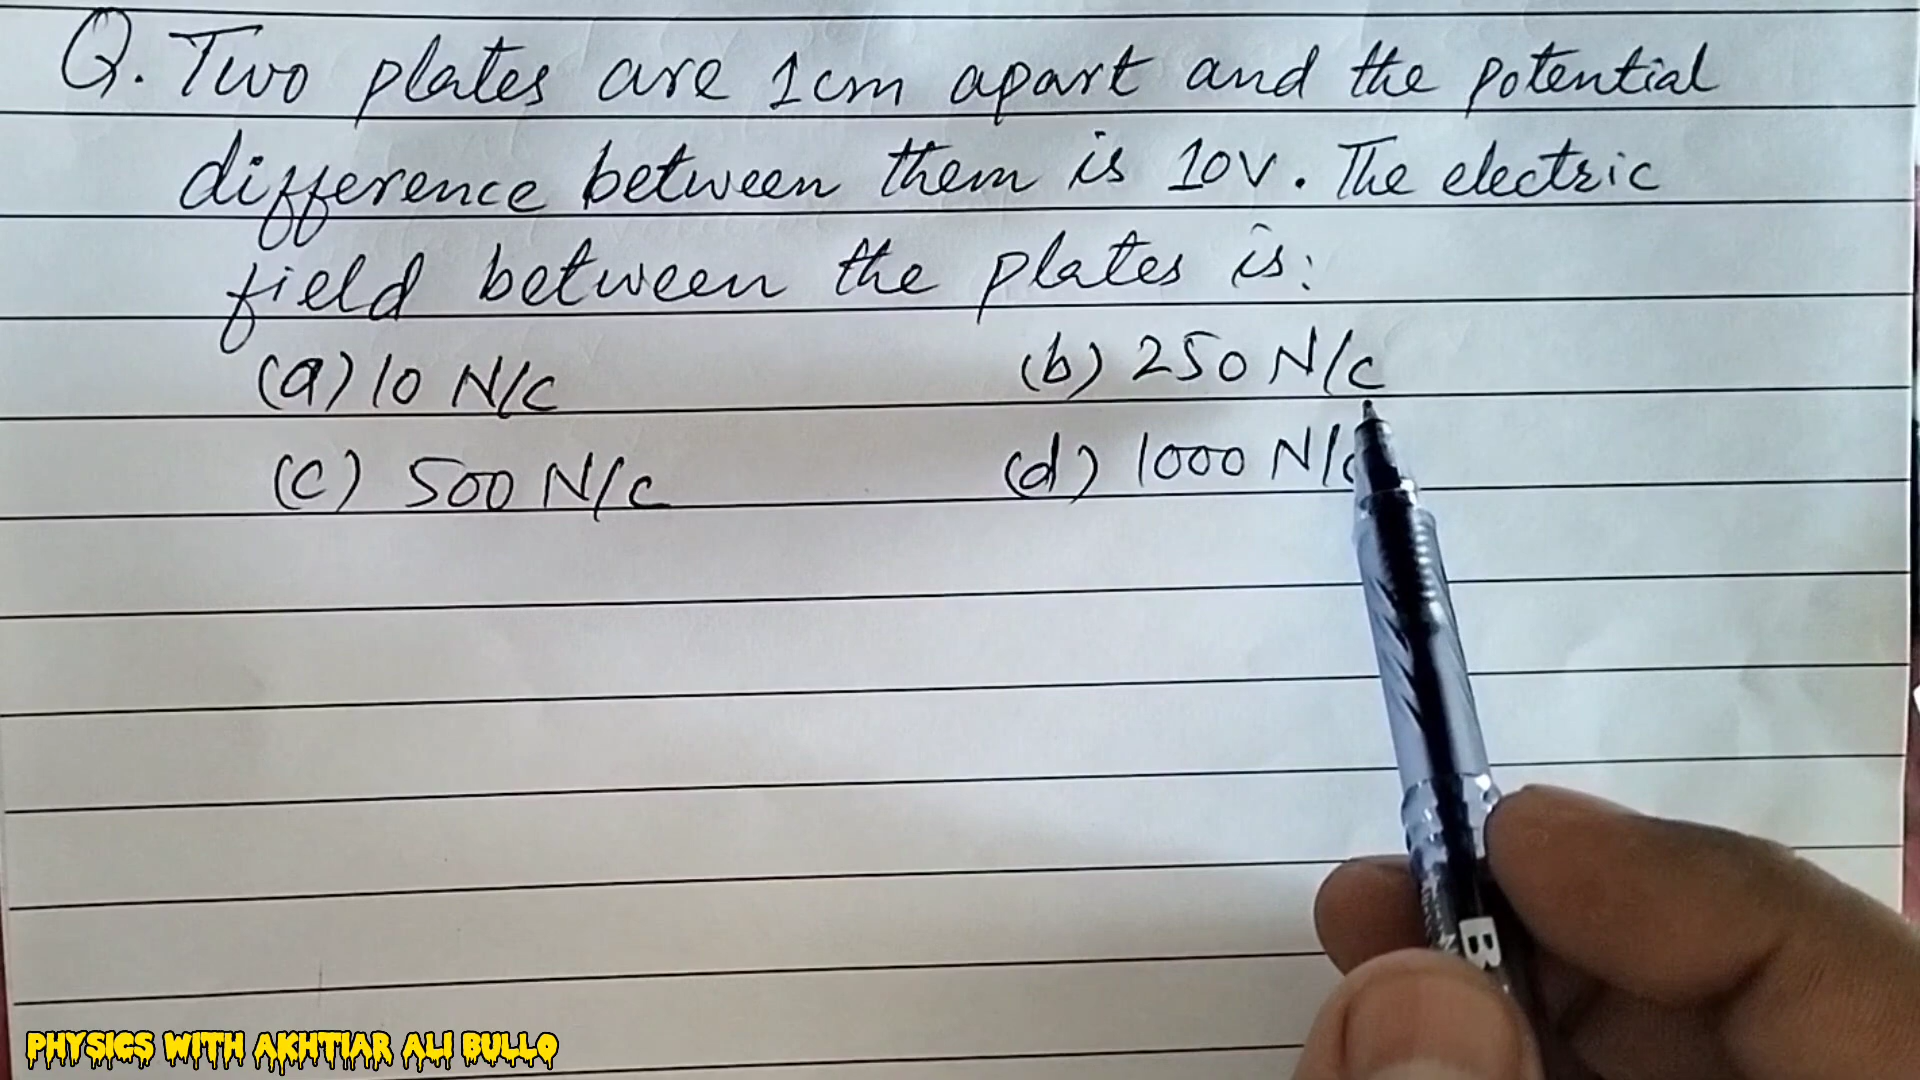 Q. Two plates are 1cm apart and the potential
difference between them is 10V. The electric
field between the plates is:
(a) 10 N/C (b) 250 N/C
(c) 500 N/C (d) 1000 N/C
B
PHYSICS WITH AKHTIAR ALI BULLO